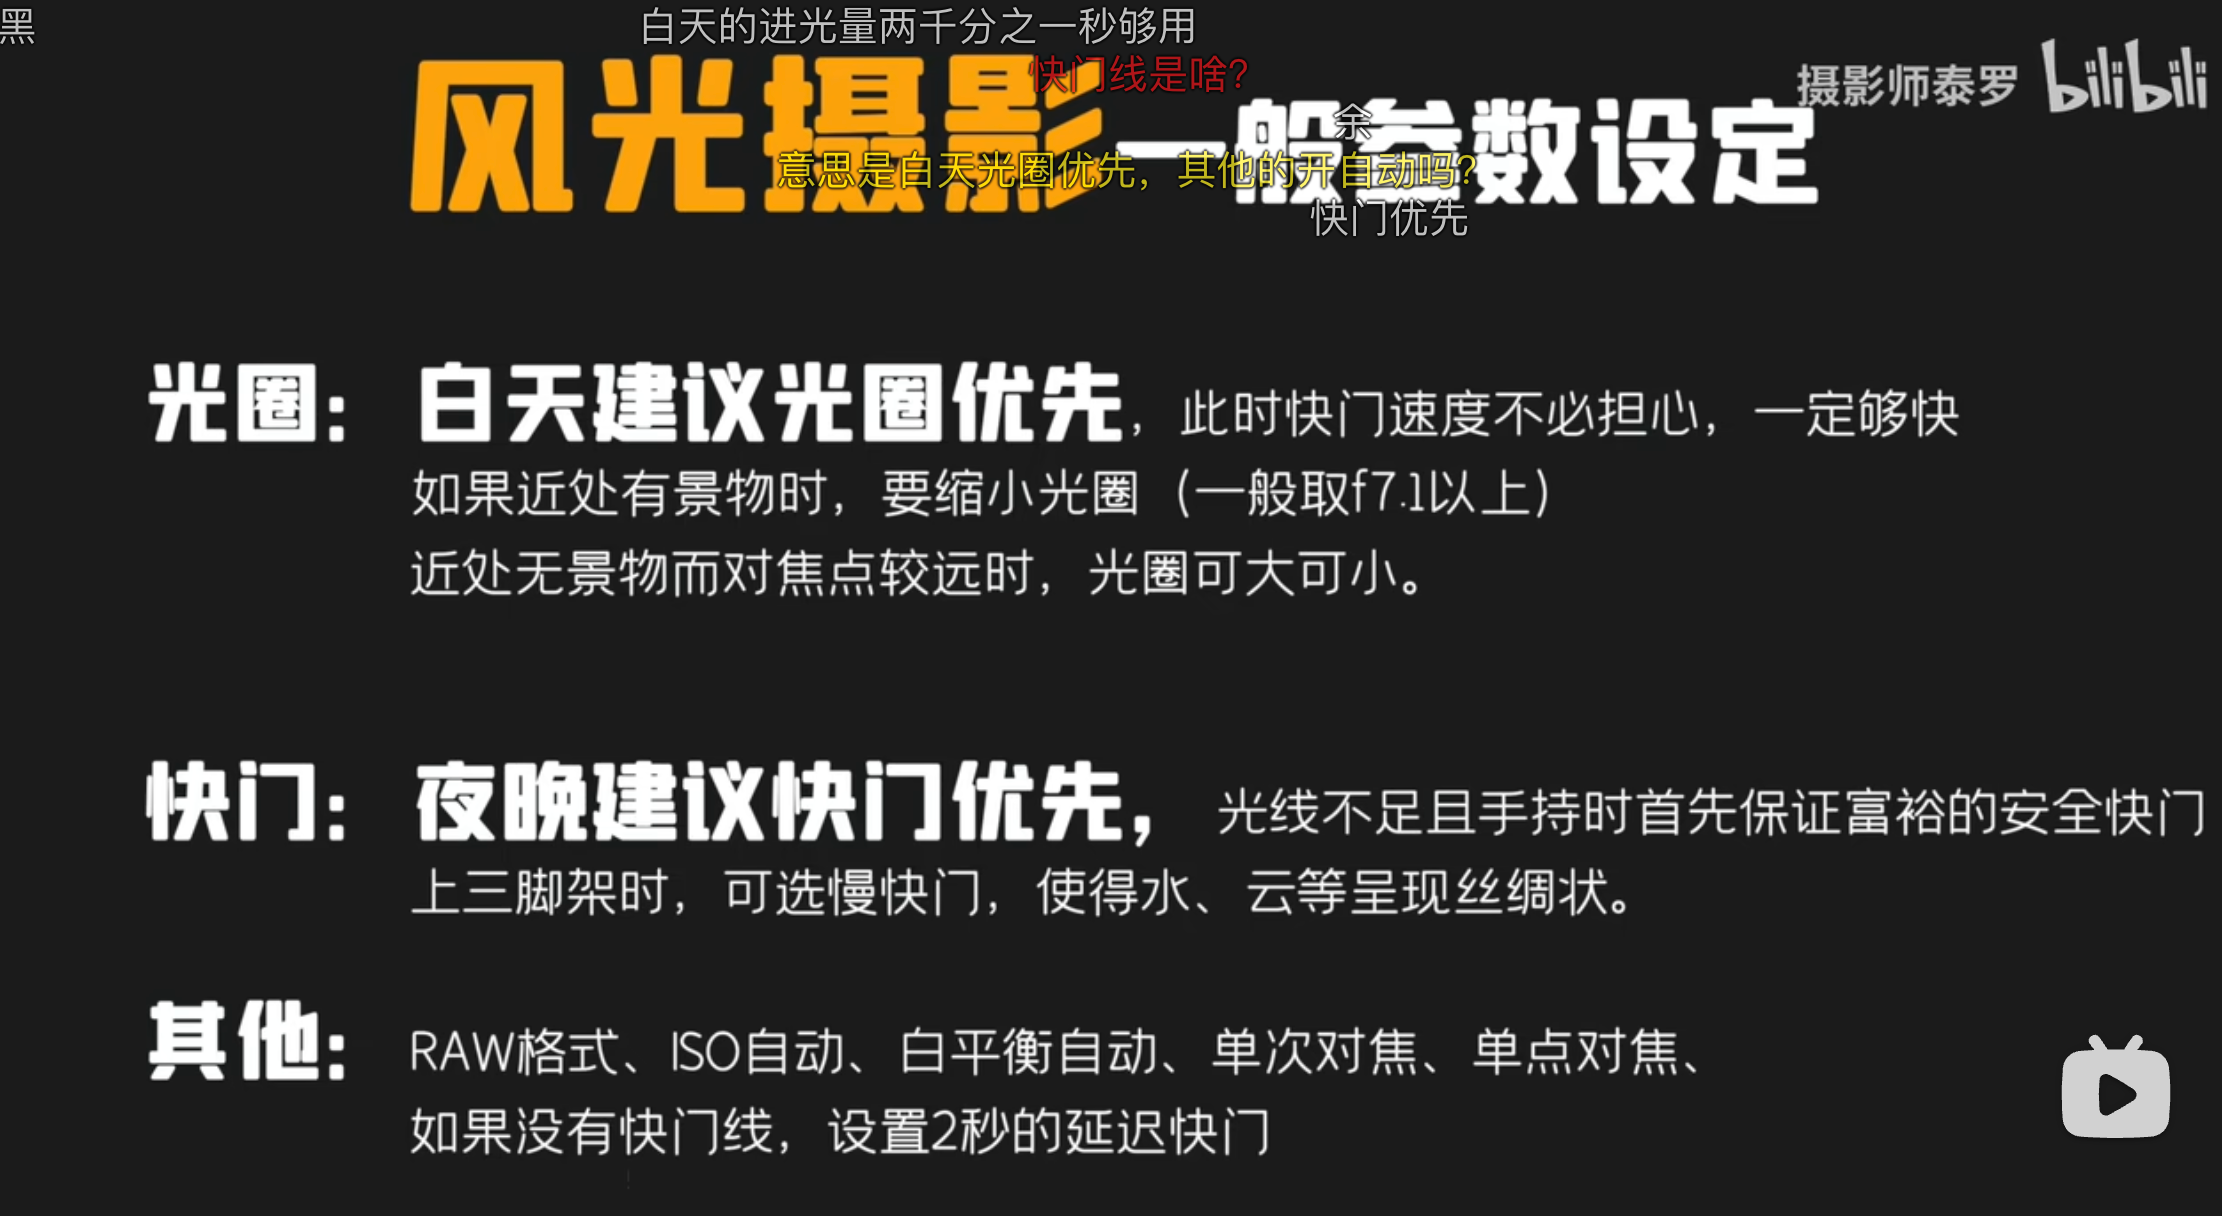 黑
白天的进光量两千分之一秒够用
快门线是啥？
摄影师泰罗 bilibili
风光摄影一般参数设定
余
意思是白天光圈优先，其他的开自动吗？
快门优先
光圈： 白天建议光圈优先，此时快门速度不必担心，一定够快
如果近处有景物时，要缩小光圈（一般取f7.1以上）
近处无景物而对焦点较远时，光圈可大可小。
快门： 夜晚建议快门优先，光线不足且手持时首先保证富裕的安全快门
上三脚架时，可选慢快门，使得水、云等呈现丝绸状。
其他： RAW格式、ISO自动、白平衡自动、单次对焦、单点对焦、
如果没有快门线，设置2秒的延迟快门